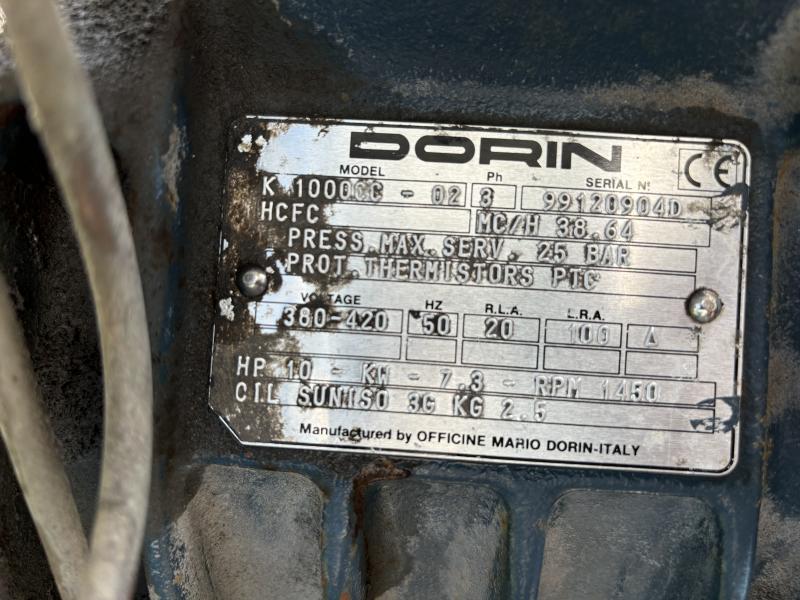 DORIN
CE
MODEL Ph SERIAL N°
K 1000CC - 02 3 99120904D
HCFC MC/H 38.64
PRESS.MAX.SERV. 25 BAR
PROT.THERMISTORS PTC
VOLTAGE HZ R.L.A. L.R.A.
380-420 50 20 100 Δ
HP 10 - KW - 7.3 - RPM 1450
OIL SUNISO 3G KG 2.5
Manufactured by OFFICINE MARIO DORIN-ITALY